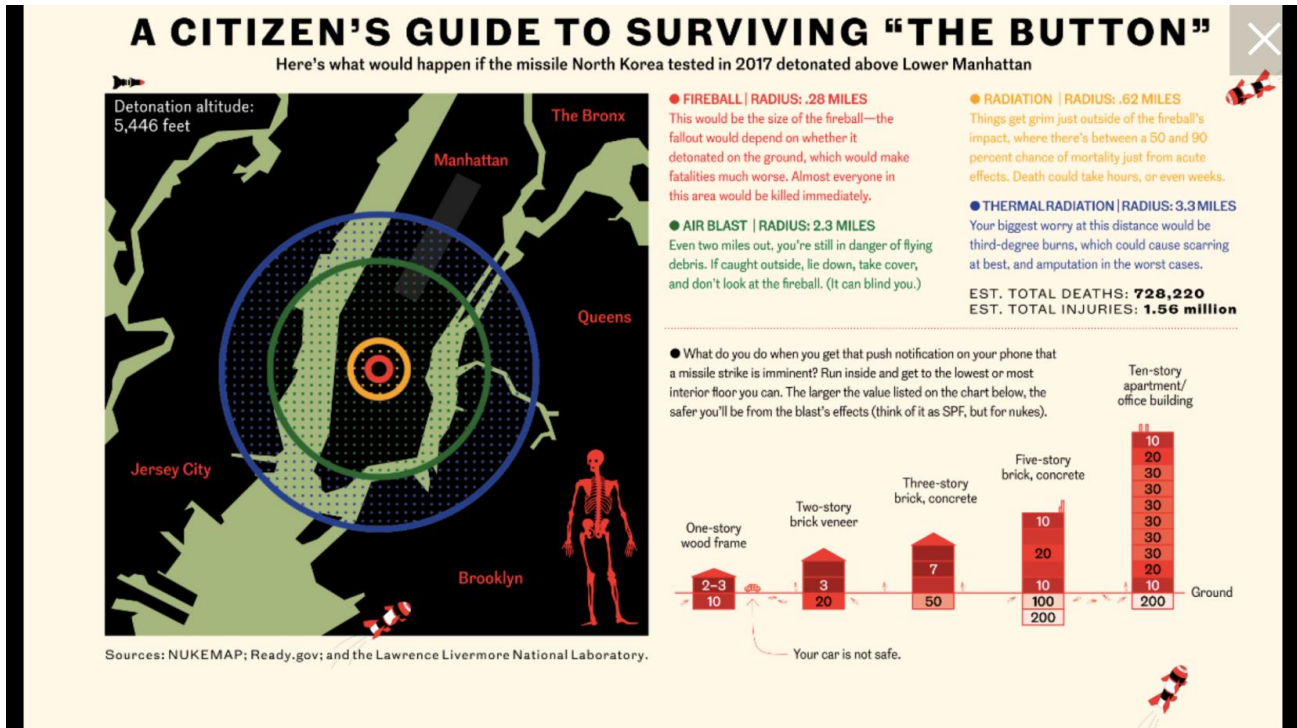 A CITIZEN'S GUIDE TO SURVIVING “THE BUTTON”
Here's what would happen if the missile North Korea tested in 2017 detonated above Lower Manhattan
Detonation altitude:
5,446 feet
The Bronx
Manhattan
Queens
Jersey City
Brooklyn
Sources: NUKEMAP; Ready.gov; and the Lawrence Livermore National Laboratory.
● FIREBALL | RADIUS: .28 MILES
This would be the size of the fireball—the
fallout would depend on whether it
detonated on the ground, which would make
fatalities much worse. Almost everyone in
this area would be killed immediately.
● AIR BLAST | RADIUS: 2.3 MILES
Even two miles out, you're still in danger of flying
debris. If caught outside, lie down, take cover,
and don't look at the fireball. (It can blind you.)
● RADIATION | RADIUS: .62 MILES
Things get grim just outside of the fireball's
impact, where there's between a 50 and 90
percent chance of mortality just from acute
effects. Death could take hours, or even weeks.
● THERMAL RADIATION | RADIUS: 3.3 MILES
Your biggest worry at this distance would be
third-degree burns, which could cause scarring
at best, and amputation in the worst cases.
EST. TOTAL DEATHS: 728,220
EST. TOTAL INJURIES: 1.56 million
● What do you do when you get that push notification on your phone that
a missile strike is imminent? Run inside and get to the lowest or most
interior floor you can. The larger the value listed on the chart below, the
safer you'll be from the blast's effects (think of it as SPF, but for nukes).
One-story
wood frame
2–3
10
Your car is not safe.
Two-story
brick veneer
3
20
Three-story
brick, concrete
7
50
Five-story
brick, concrete
10
20
10
100
200
Ten-story
apartment/
office building
10
20
30
30
30
30
30
30
20
10
200
Ground